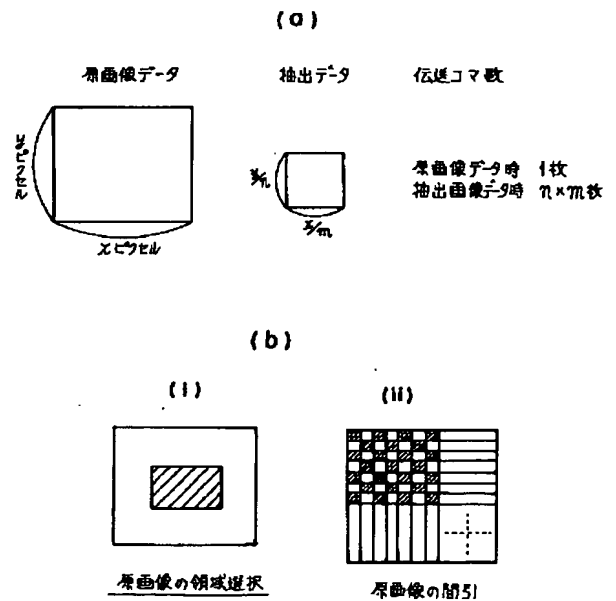 (a)
原画像データ
抽出データ
伝送コマ数
yピクセル
xピクセル
y/n
x/m
原画像データ時 1枚
抽出画像データ時 n×m枚
(b)
(i)
(ii)
原画像の領域選択
原画像の間引